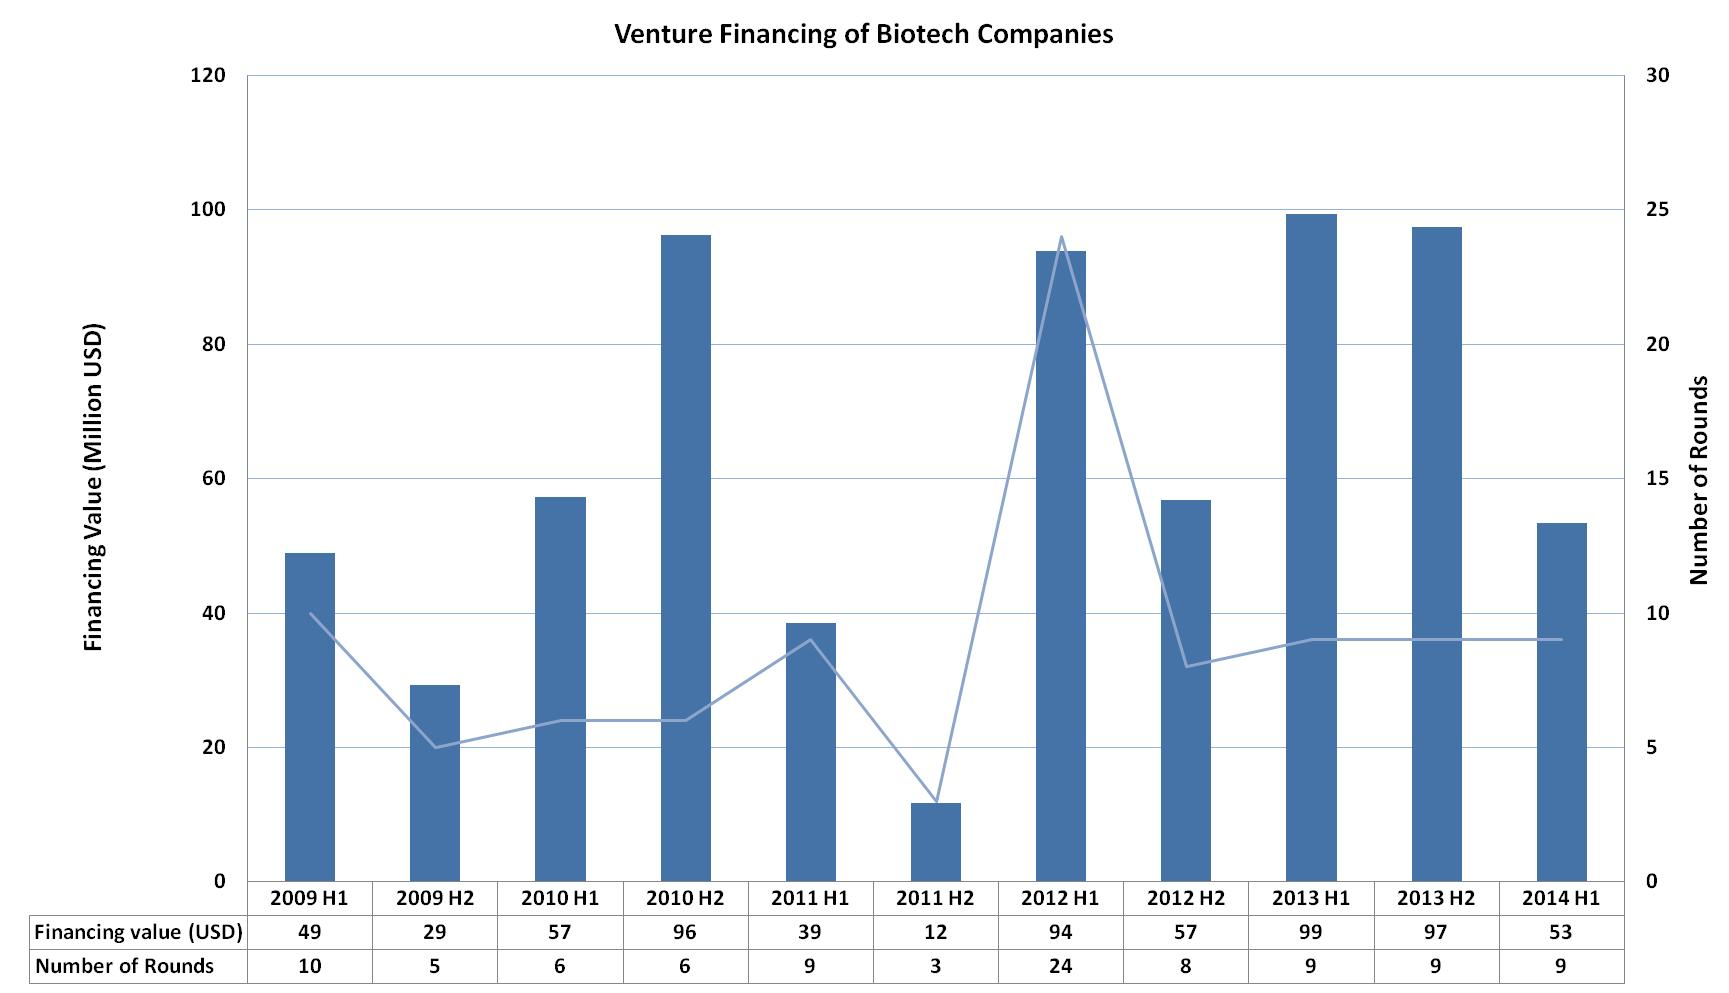 Venture Financing of Biotech Companies
120
100
80
60
40
20
0
Financing Value (Million USD)
30
25
20
15
10
5
0
Number of Rounds
2009 H1 2009 H2 2010 H1 2010 H2 2011 H1 2011 H2 2012 H1 2012 H2 2013 H1 2013 H2 2014 H1
Financing value (USD) 49 29 57 96 39 12 94 57 99 97 53
Number of Rounds 10 5 6 6 9 3 24 8 9 9 9